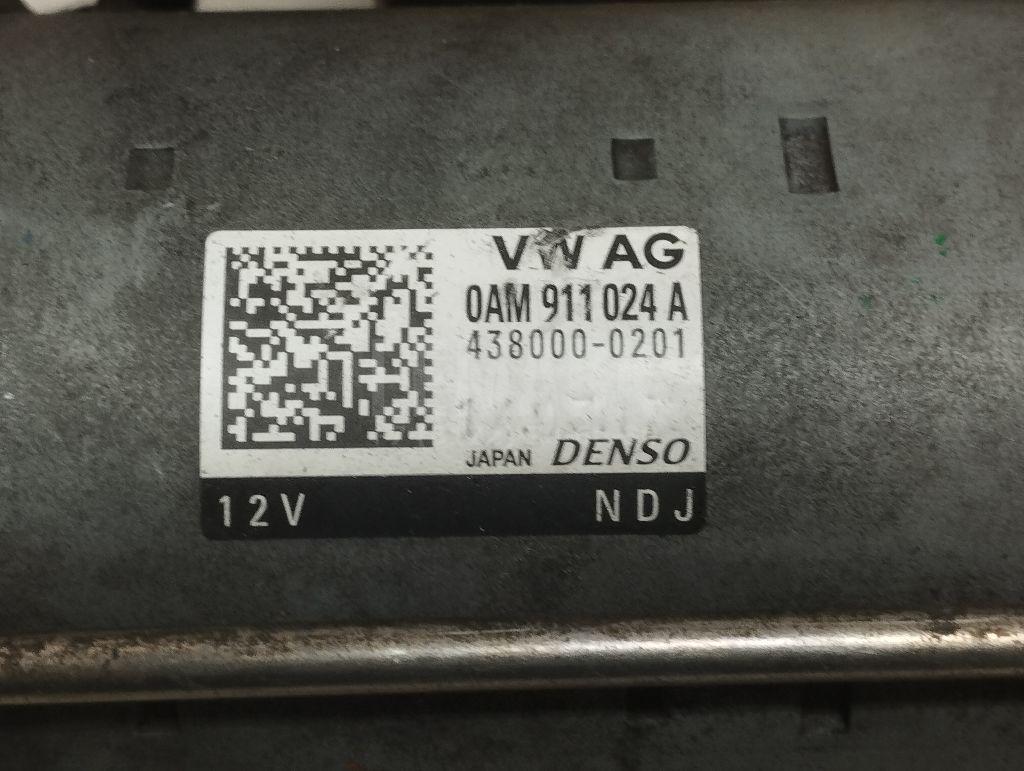 VW AG
0AM 911 024 A
438000-0201
JAPAN DENSO
12V NDJ